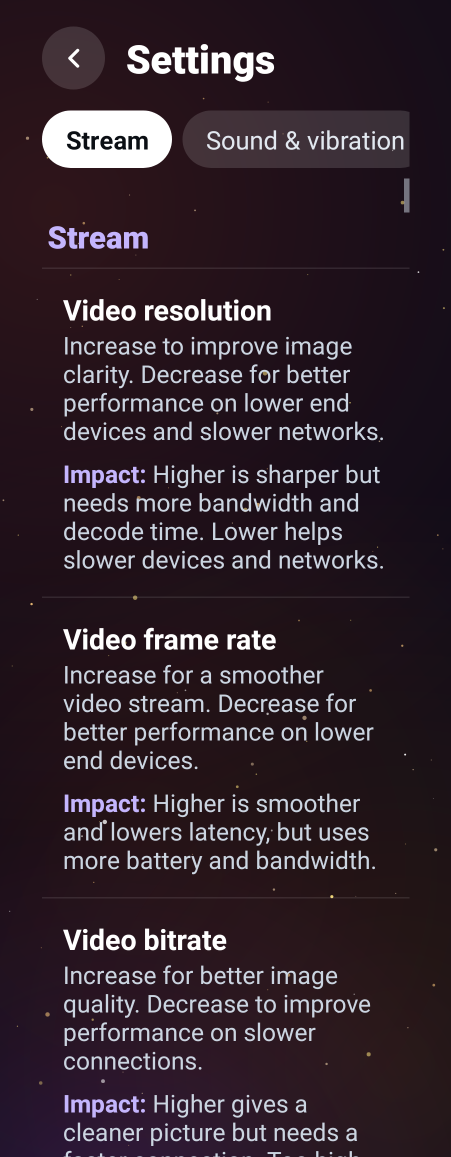 Settings
Stream
Sound & vibration
Stream
Video resolution
Increase to improve image
clarity. Decrease for better
performance on lower end
devices and slower networks.
Impact: Higher is sharper but
needs more bandwidth and
decode time. Lower helps
slower devices and networks.
Video frame rate
Increase for a smoother
video stream. Decrease for
better performance on lower
end devices.
Impact: Higher is smoother
and lowers latency, but uses
more battery and bandwidth.
Video bitrate
Increase for better image
quality. Decrease to improve
performance on slower
connections.
Impact: Higher gives a
cleaner picture but needs a
faster connection. Too high